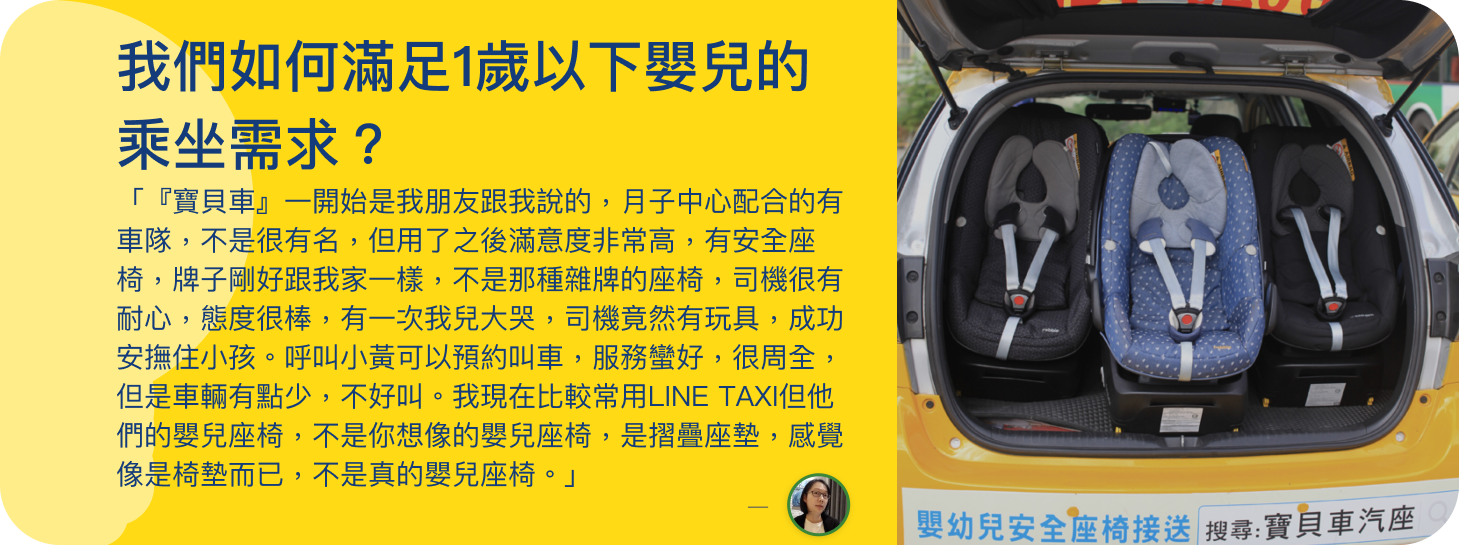 我們如何滿足1歲以下嬰兒的
乘坐需求？
「『寶貝車』一開始是我朋友跟我說的，月子中心配合的有
車隊，不是很有名，但用了之後滿意度非常高，有安全座
椅，牌子剛好跟我家一樣，不是那種雜牌的座椅，司機很有
耐心，態度很棒，有一次我兒大哭，司機竟然有玩具，成功
安撫住小孩。呼叫小黃可以預約叫車，服務蠻好，很周全，
但是車輛有點少，不好叫。我現在比較常用LINE TAXI但他
們的嬰兒座椅，不是你想像的嬰兒座椅，是摺疊座墊，感覺
像是椅墊而已，不是真的嬰兒座椅。」
—
嬰幼兒安全座椅接送
搜尋:寶貝車汽座